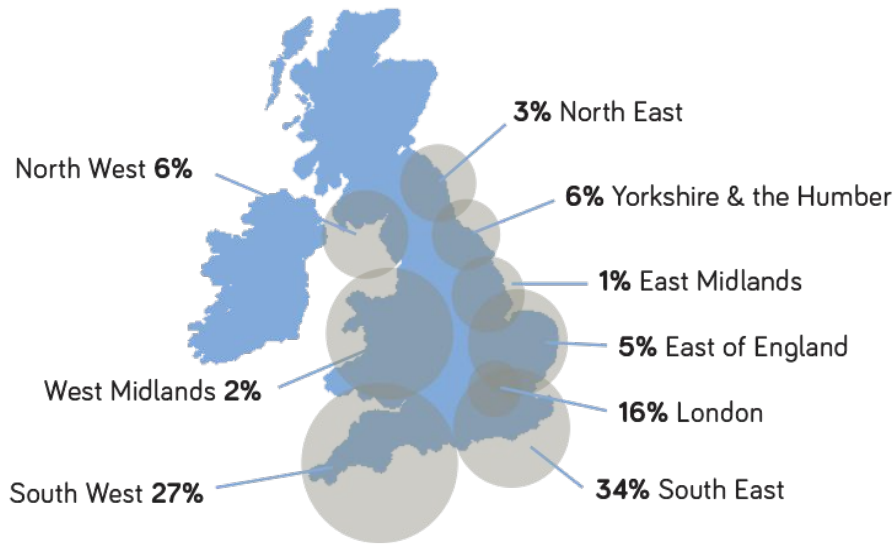 3% North East
North West 6%
6% Yorkshire & the Humber
1% East Midlands
5% East of England
West Midlands 2%
16% London
South West 27%
34% South East